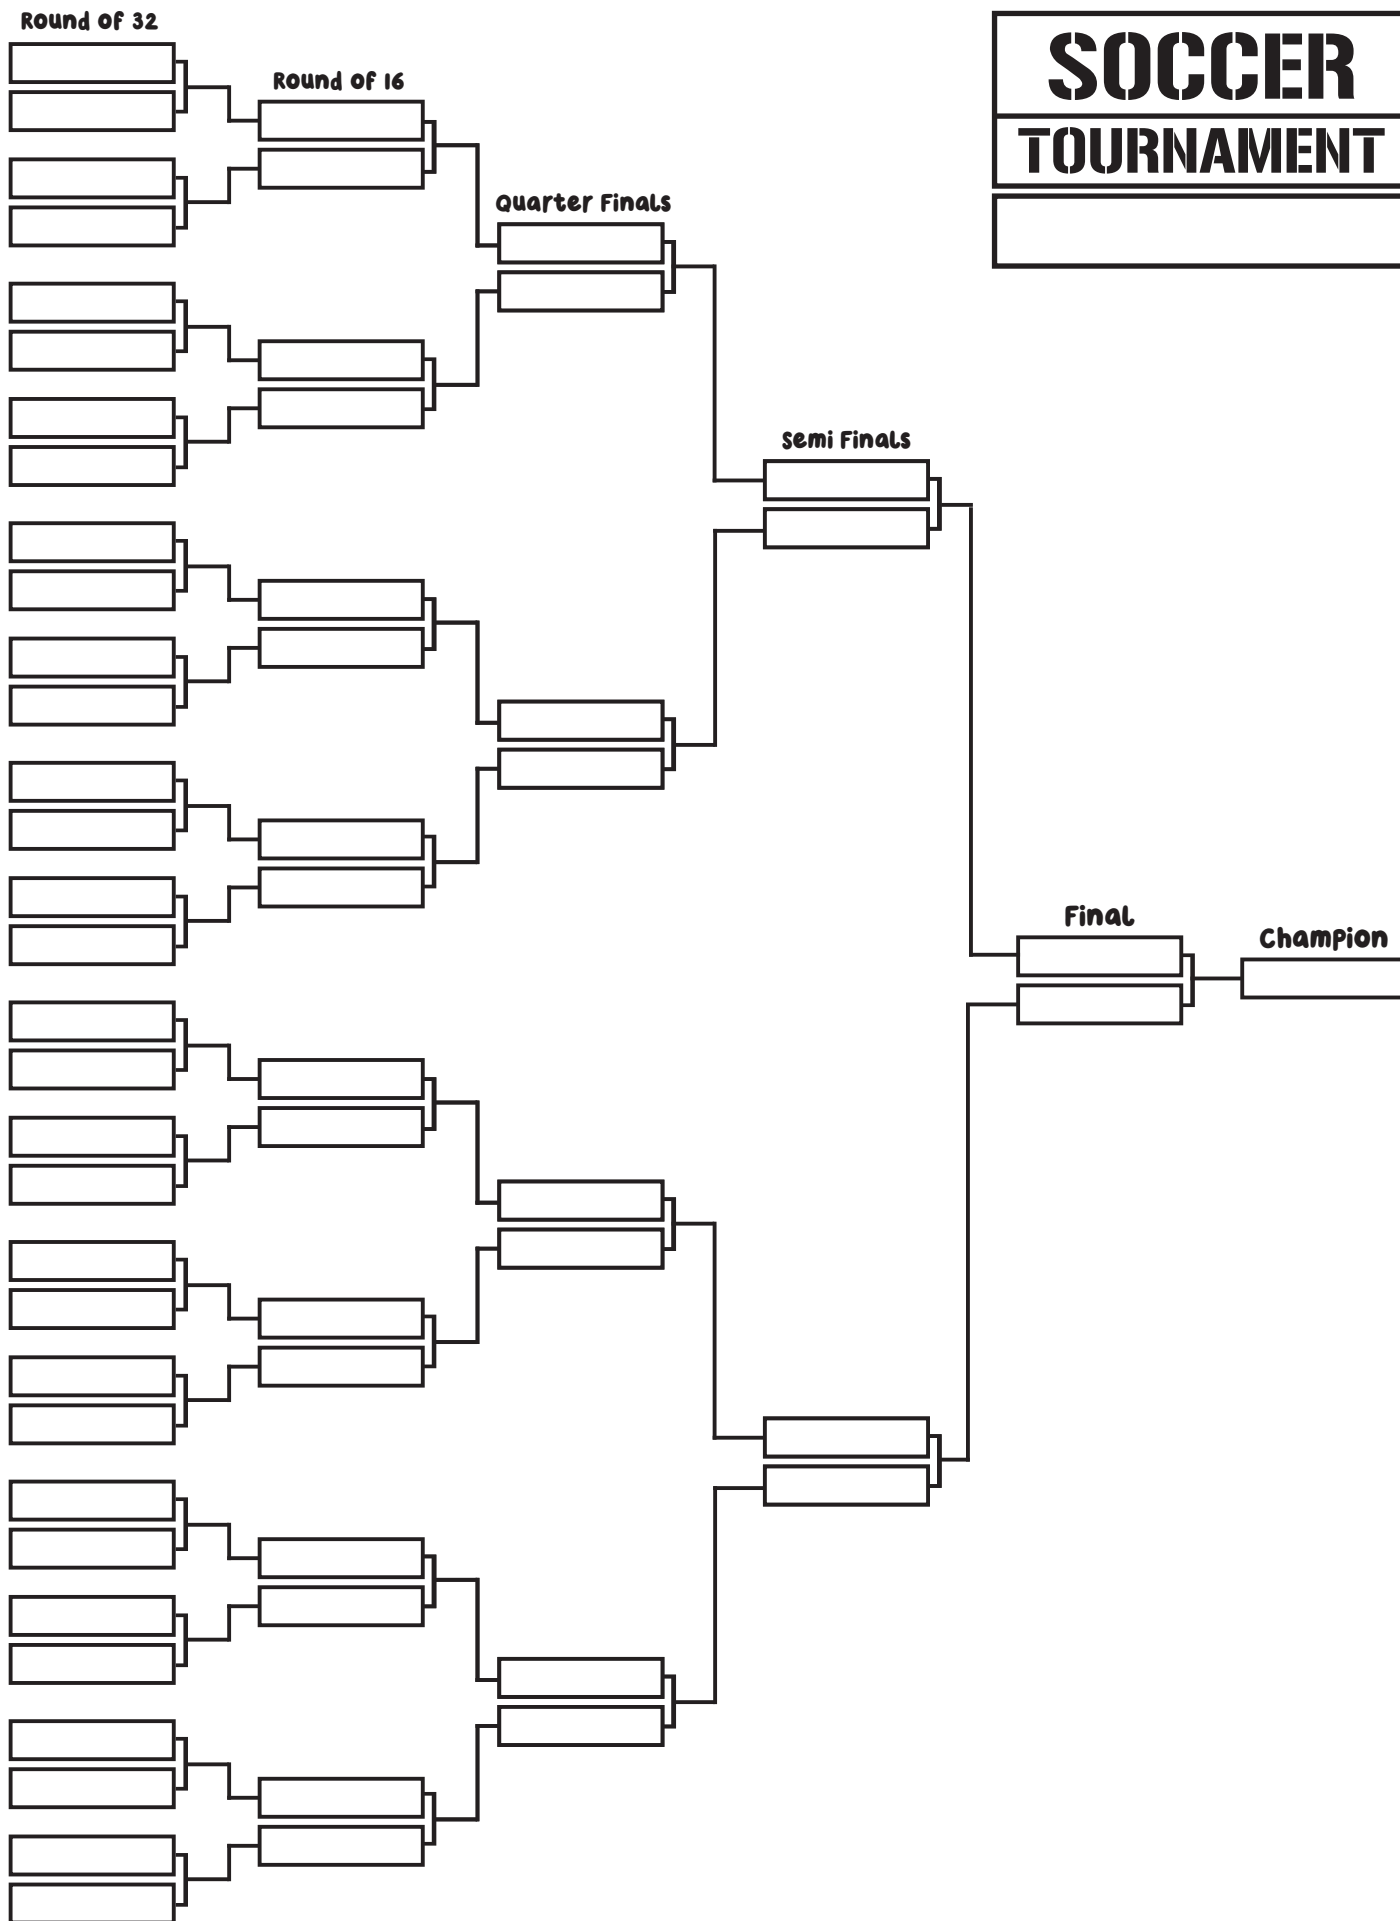 Round of 32
Round of 16
Quarter Finals
Semi Finals
Final
Champion
SOCCER
TOURNAMENT